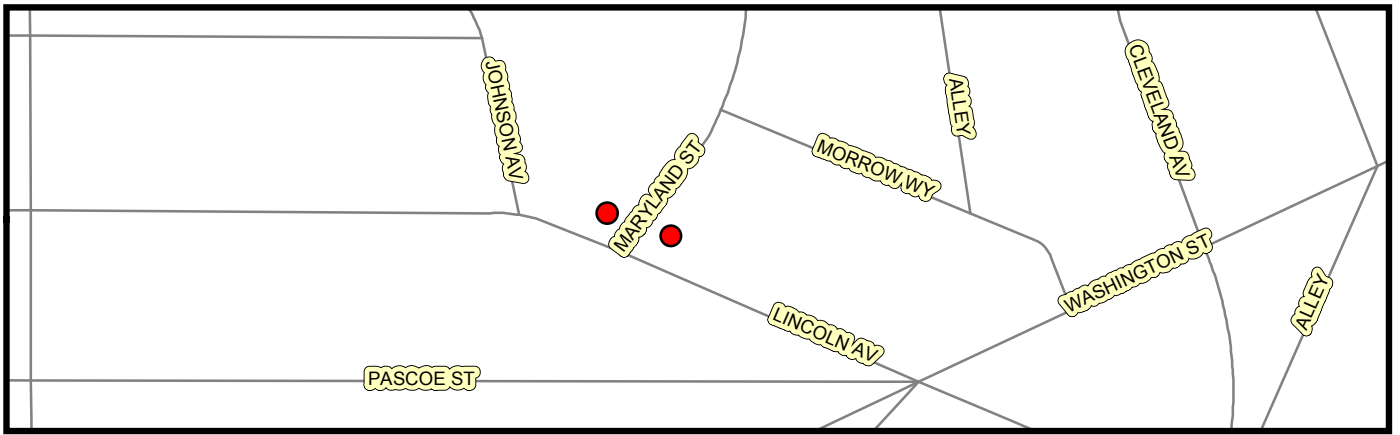 JOHNSON AV
ALLEY
CLEVELAND AV
MORROW WY
MARYLAND ST
WASHINGTON ST
ALLEY
LINCOLN AV
PASCOE ST